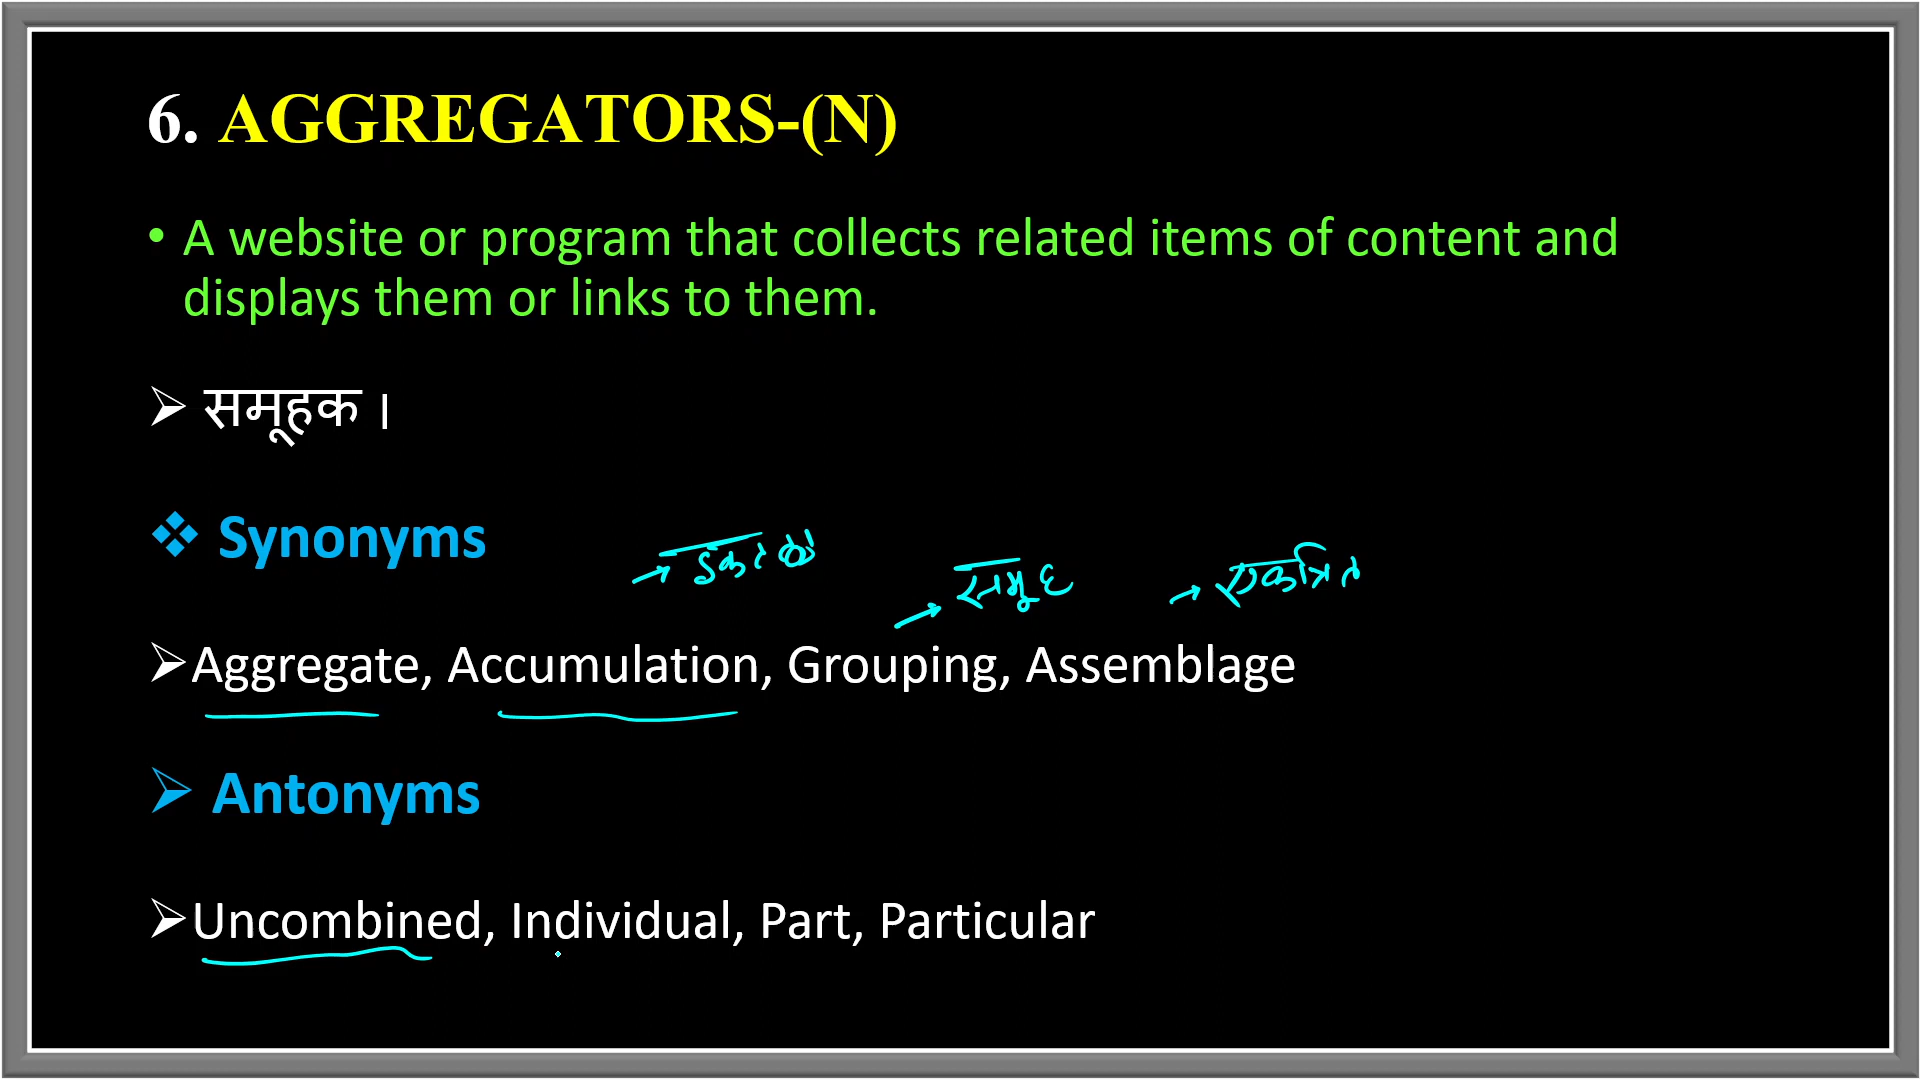 6. AGGREGATORS-(N)
• A website or program that collects related items of content and
displays them or links to them.
समूहक ।
Synonyms
समूह
एकत्रित
Aggregate, Accumulation, Grouping, Assemblage
Antonyms
Uncombined, Individual, Part, Particular